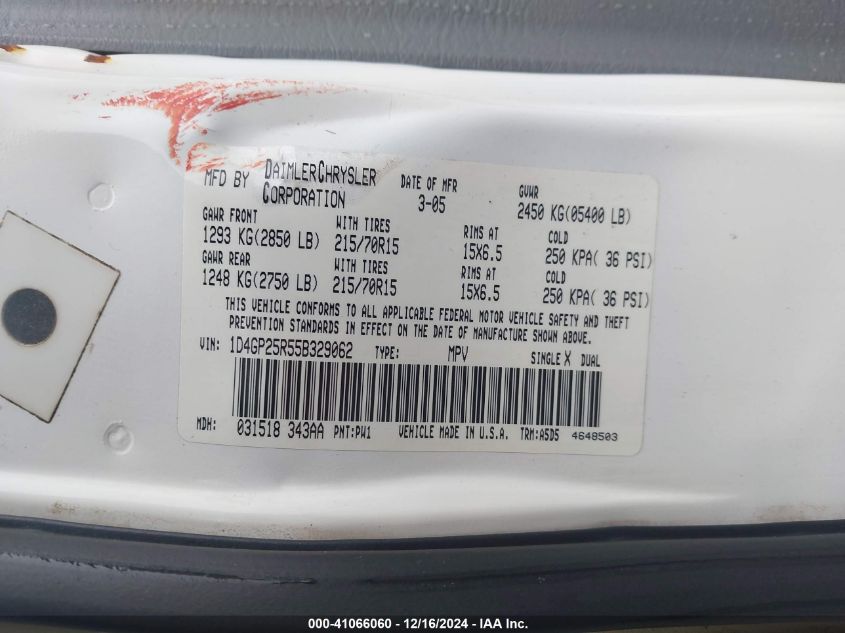 MFD BY DAIMLERCHRYSLER CORPORATION DATE OF MFR 3-05 GVWR 2450 KG(05400 LB)
GAWR FRONT WITH TIRES RIMS AT COLD
1293 KG(2850 LB) 215/70R15 15X6.5 250 KPA( 36 PSI)
GAWR REAR WITH TIRES RIMS AT COLD
1248 KG(2750 LB) 215/70R15 15X6.5 250 KPA( 36 PSI)
THIS VEHICLE CONFORMS TO ALL APPLICABLE FEDERAL MOTOR VEHICLE SAFETY AND THEFT
PREVENTION STANDARDS IN EFFECT ON THE DATE OF MANUFACTURE SHOWN ABOVE.
VIN: 1D4GP25R55B329062 TYPE: MPV SINGLE X DUAL
MDH: 031518 343AA PNT:PW1 VEHICLE MADE IN U.S.A. TRM:A5D5 4648503
000-41066060 - 12/16/2024 - IAA Inc.